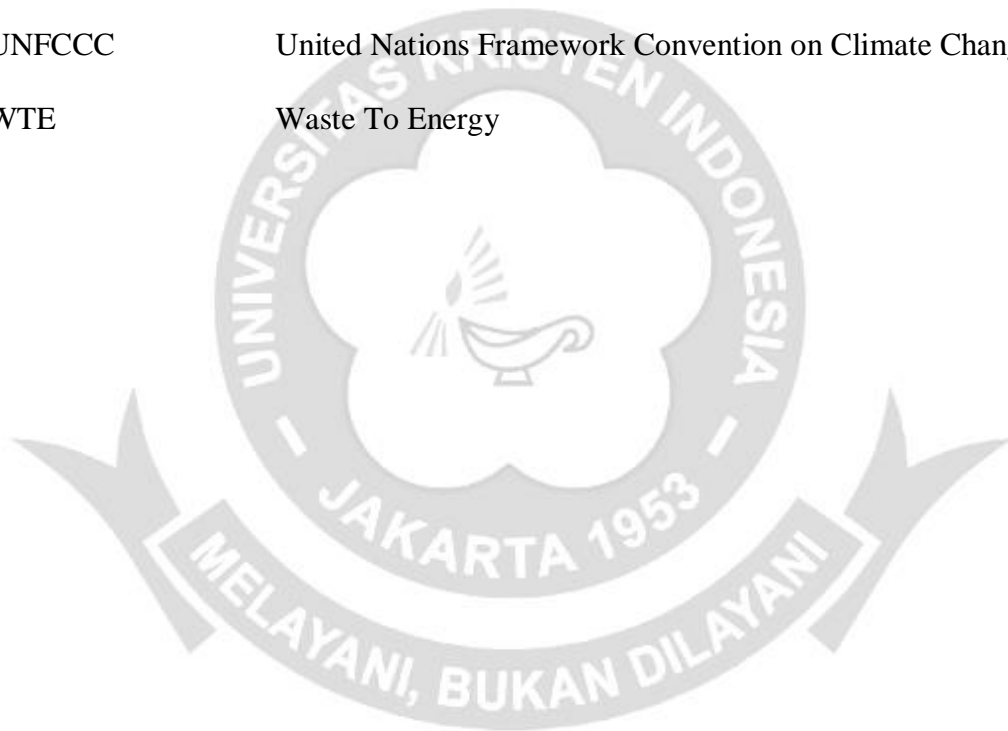 UNFCCC United Nations Framework Convention on Climate Chan
WTE Waste To Energy
UNIVERSITAS KRISTEN INDONESIA
– JAKARTA 1953 –
MELAYANI, BUKAN DILAYANI